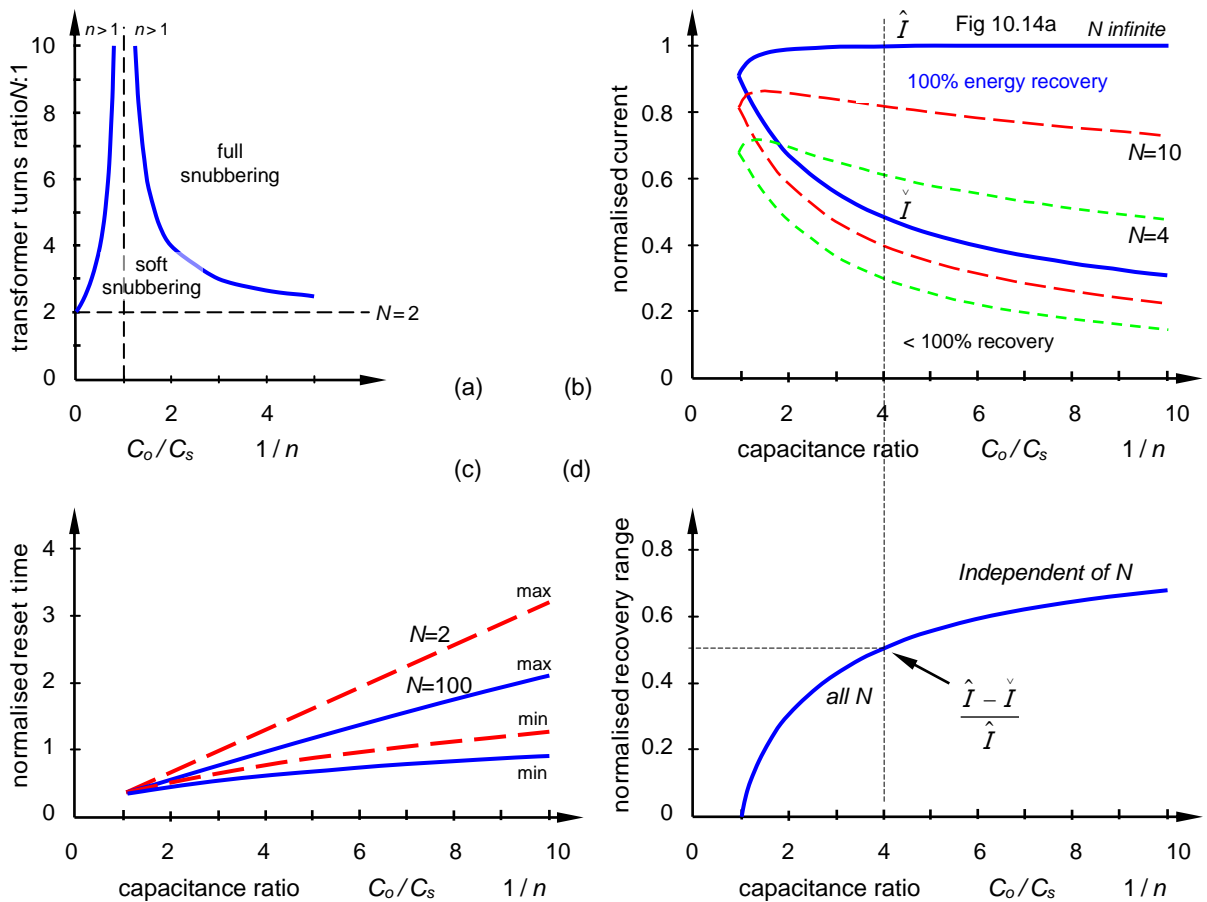 n>1
n>1
10
8
6
4
2
0
transformer turns ratioN:1
full
snubbering
soft
snubbering
N=2
0
2
4
Co/Cs
1/n
(a)
Î
Fig 10.14a
N infinite
1
0.8
0.6
0.4
0.2
0
normalised current
100% energy recovery
N=10
Ǐ
N=4
< 100% recovery
(b)
0
2
4
6
8
10
capacitance ratio
Co/Cs
1/n
(c)
4
3
2
1
0
normalised reset time
max
N=2
max
N=100
min
min
0
2
4
6
8
10
capacitance ratio
Co/Cs
1/n
(d)
0.8
0.6
0.4
0.2
0
normalised recovery range
Independent of N
all N
Î – Ǐ
Î
0
2
4
6
8
10
capacitance ratio
Co/Cs
1/n